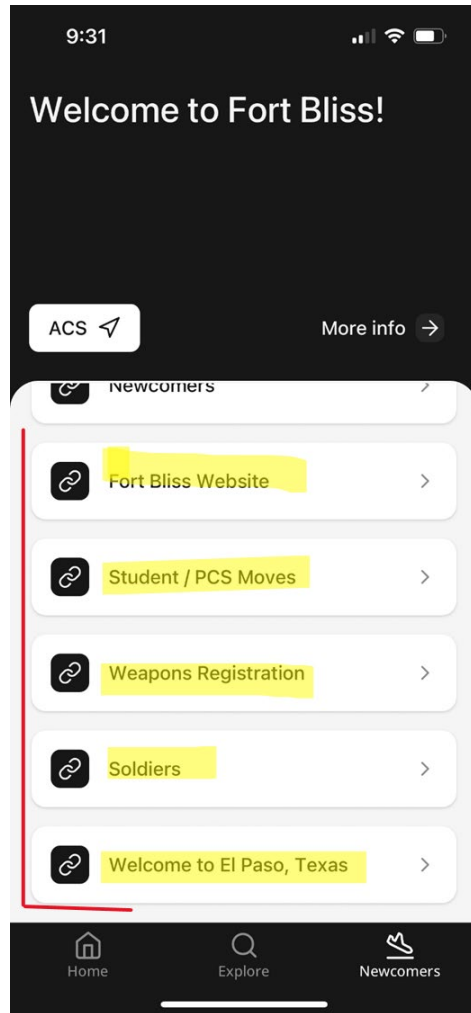 9:31
Welcome to Fort Bliss!
ACS
More info
Newcomers
Fort Bliss Website
Student / PCS Moves
Weapons Registration
Soldiers
Welcome to El Paso, Texas
Home
Explore
Newcomers